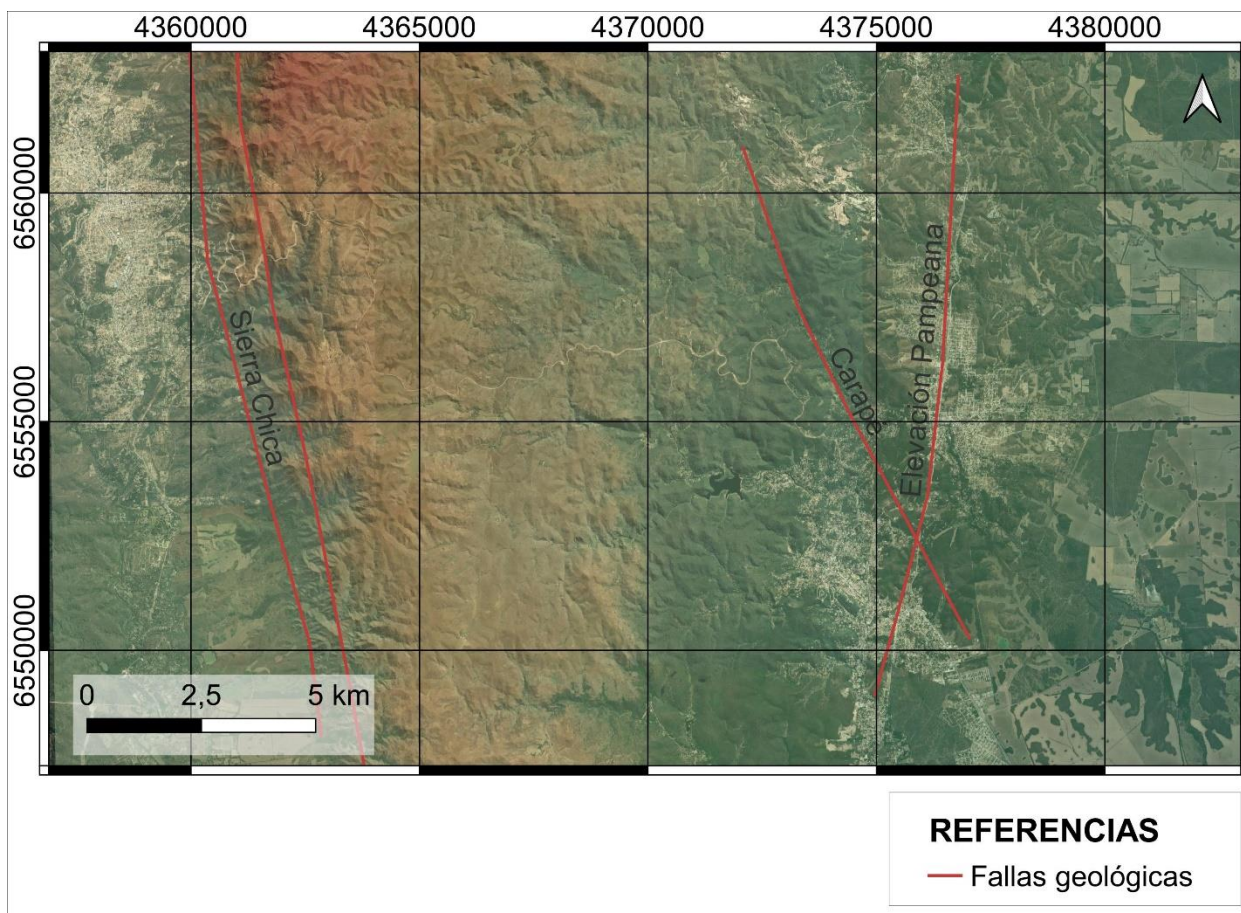 4360000 4365000 4370000 4375000 4380000
6560000
6555000
6550000
Sierra Chica
Carapé
Elevación Pampeana
0 2,5 5 km
REFERENCIAS
Fallas geológicas